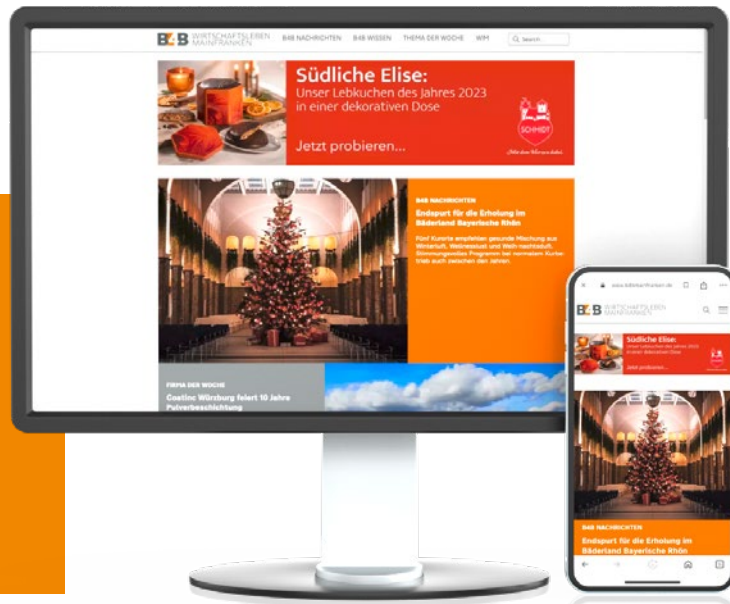 B4B WIRTSCHAFTSLEBEN
MAINFRANKEN
B4B NACHRICHTEN
B4B WISSEN
THEMA DER WOCHE
WIM
Search
Südliche Elise:
Unser Lebkuchen des Jahres 2023
in einer dekorativen Dose
Jetzt probieren...
SCHMIDT
B4B NACHRICHTEN
Endspurt für die Erholung im
Bäderland Bayerische Rhön
Fünf Kurorte empfehlen gesunde Mischung aus
Winterluft, Wellnesslust und Weih-nachtsduft.
Stimmungsvolles Programm bei normalem Kurbe-
trieb auch zwischen den Jahren.
FIRMA DER WOCHE
Coatinc Würzburg feiert 10 Jahre
Pulverbeschichtung
B4B WIRTSCHAFTSLEBEN
MAINFRANKEN
Südliche Elise:
Unser Lebkuchen des Jahres 2023
in einer dekorativen Dose
Jetzt probieren...
B4B NACHRICHTEN
Endspurt für die Erholung im
Bäderland Bayerische Rhön